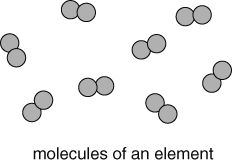 molecules of an element